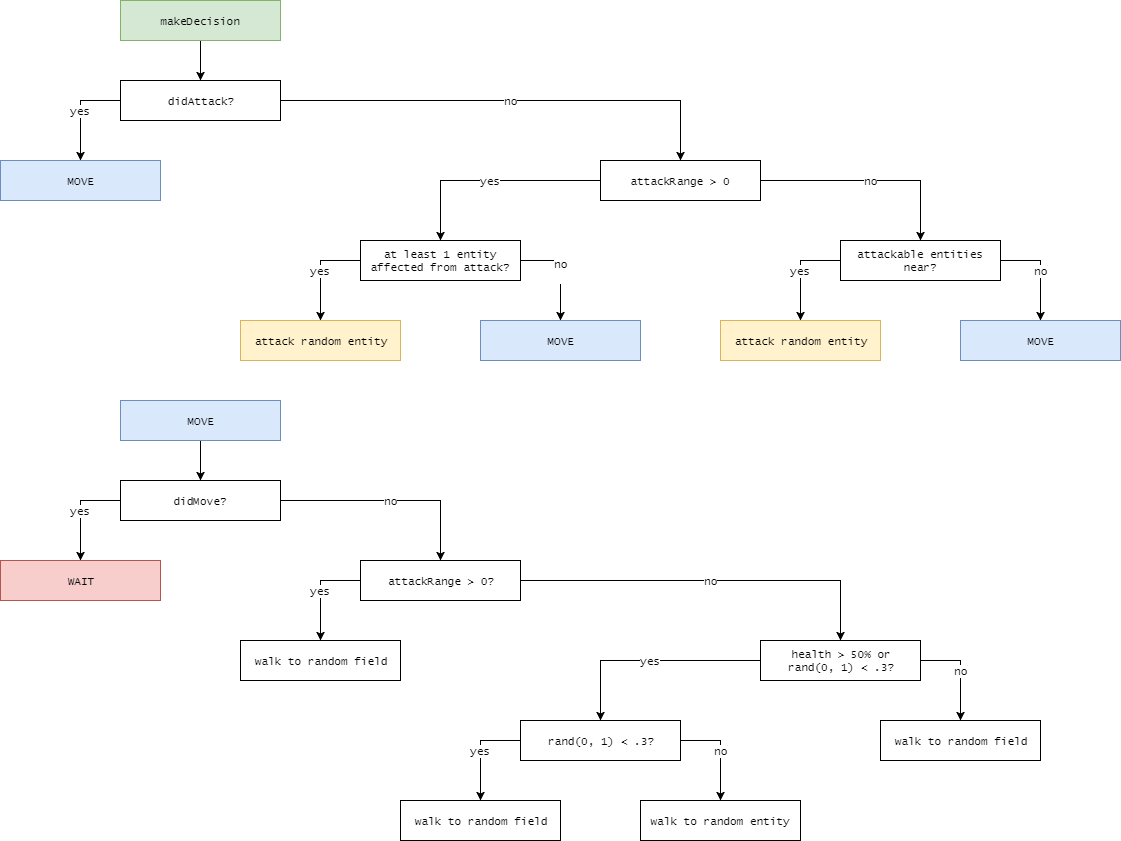 makeDecision
didAttack?
yes
no
MOVE
attackRange > 0
yes
no
at least 1 entity
affected from attack?
attackable entities
near?
yes
no
yes
no
attack random entity
MOVE
attack random entity
MOVE
MOVE
didMove?
yes
no
WAIT
attackRange > 0?
yes
no
walk to random field
health > 50% or
rand(0, 1) < .3?
yes
no
rand(0, 1) < .3?
walk to random field
yes
no
walk to random field
walk to random entity